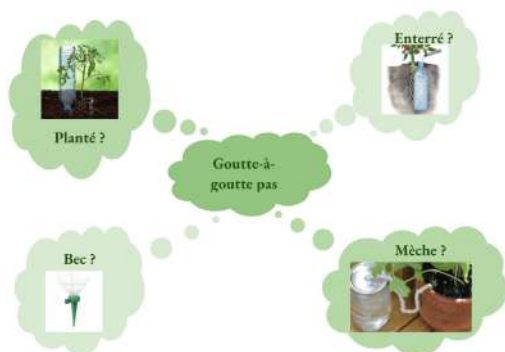 Enterré ?
Planté ?
Goutte-à-
goutte pas
Bec ?
Mèche ?